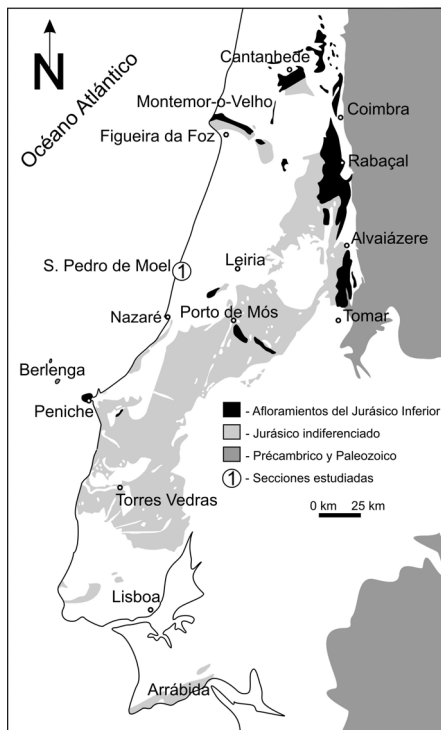 Océano Atlántico
N
Cantanhede
Montemor-o-Velho
Coimbra
Figueira da Foz
Rabaçal
Alvaiázere
Leiria
S. Pedro de Moel
1
Nazaré
Porto de Mós
Tomar
Berlenga
Peniche
- Afloramientos del Jurásico Inferior
- Jurásico indiferenciado
- Précambrico y Paleozoico
1 - Secciones estudiadas
0 km 25 km
Torres Vedras
Lisboa
Arrábida